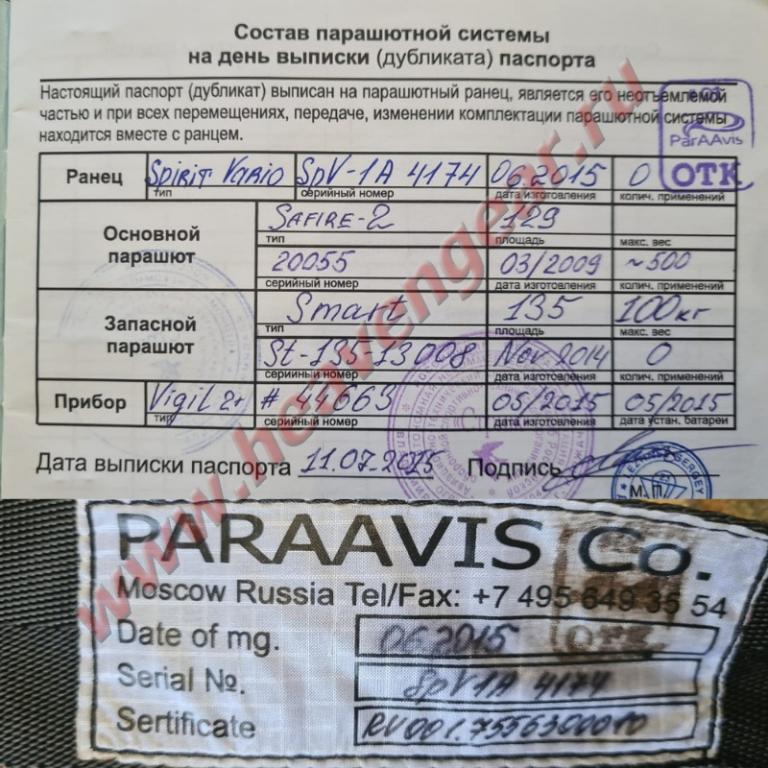 Состав парашютной системы
на день выписки (дубликата) паспорта
Настоящий паспорт (дубликат) выписан на парашютный ранец, является его неотъемлемой
частью и при всех перемещениях, передаче, изменении комплектации парашютной системы
находится вместе с ранцем.
ParAAvis
ОТК
Ранец Spirit Vario SpV-1A 4174 06.2015 0
тип серийный номер дата изготовления колич. применений
Основной парашют Safire-2 129
тип площадь макс. вес
20055 03/2009 ~500
серийный номер дата изготовления колич. применений
Запасной парашют Smart 135 100кг
тип площадь макс. вес
St-135-13008 Nov 2014 0
серийный номер дата изготовления колич. применений
Прибор Vigil 2+ # 44663 05/2015 05/2015
тип серийный номер дата изготовления дата устан. батареи
Дата выписки паспорта 11.07.2015 Подпись
М.П.
www.heavengear.ru
PARAAVIS Co.
Moscow Russia Tel/Fax: +7 495 649 35 54
Date of mg. 06.2015
Serial №. SpV1A 4174
Sertificate RU001.7556300010